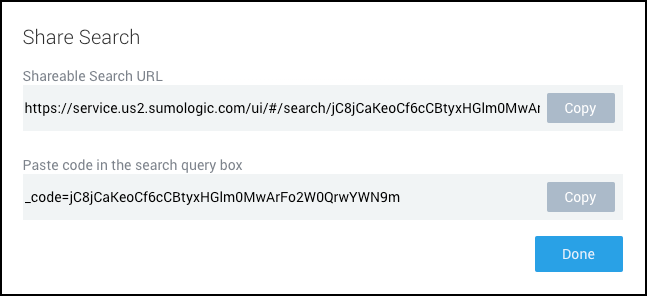 Share Search
Shareable Search URL
https://service.us2.sumologic.com/ui/#/search/jC8jCaKeoCf6cCBtyxHGlm0MwAr
Copy
Paste code in the search query box
_code=jC8jCaKeoCf6cCBtyxHGlm0MwArFo2W0QrwYWN9m
Copy
Done